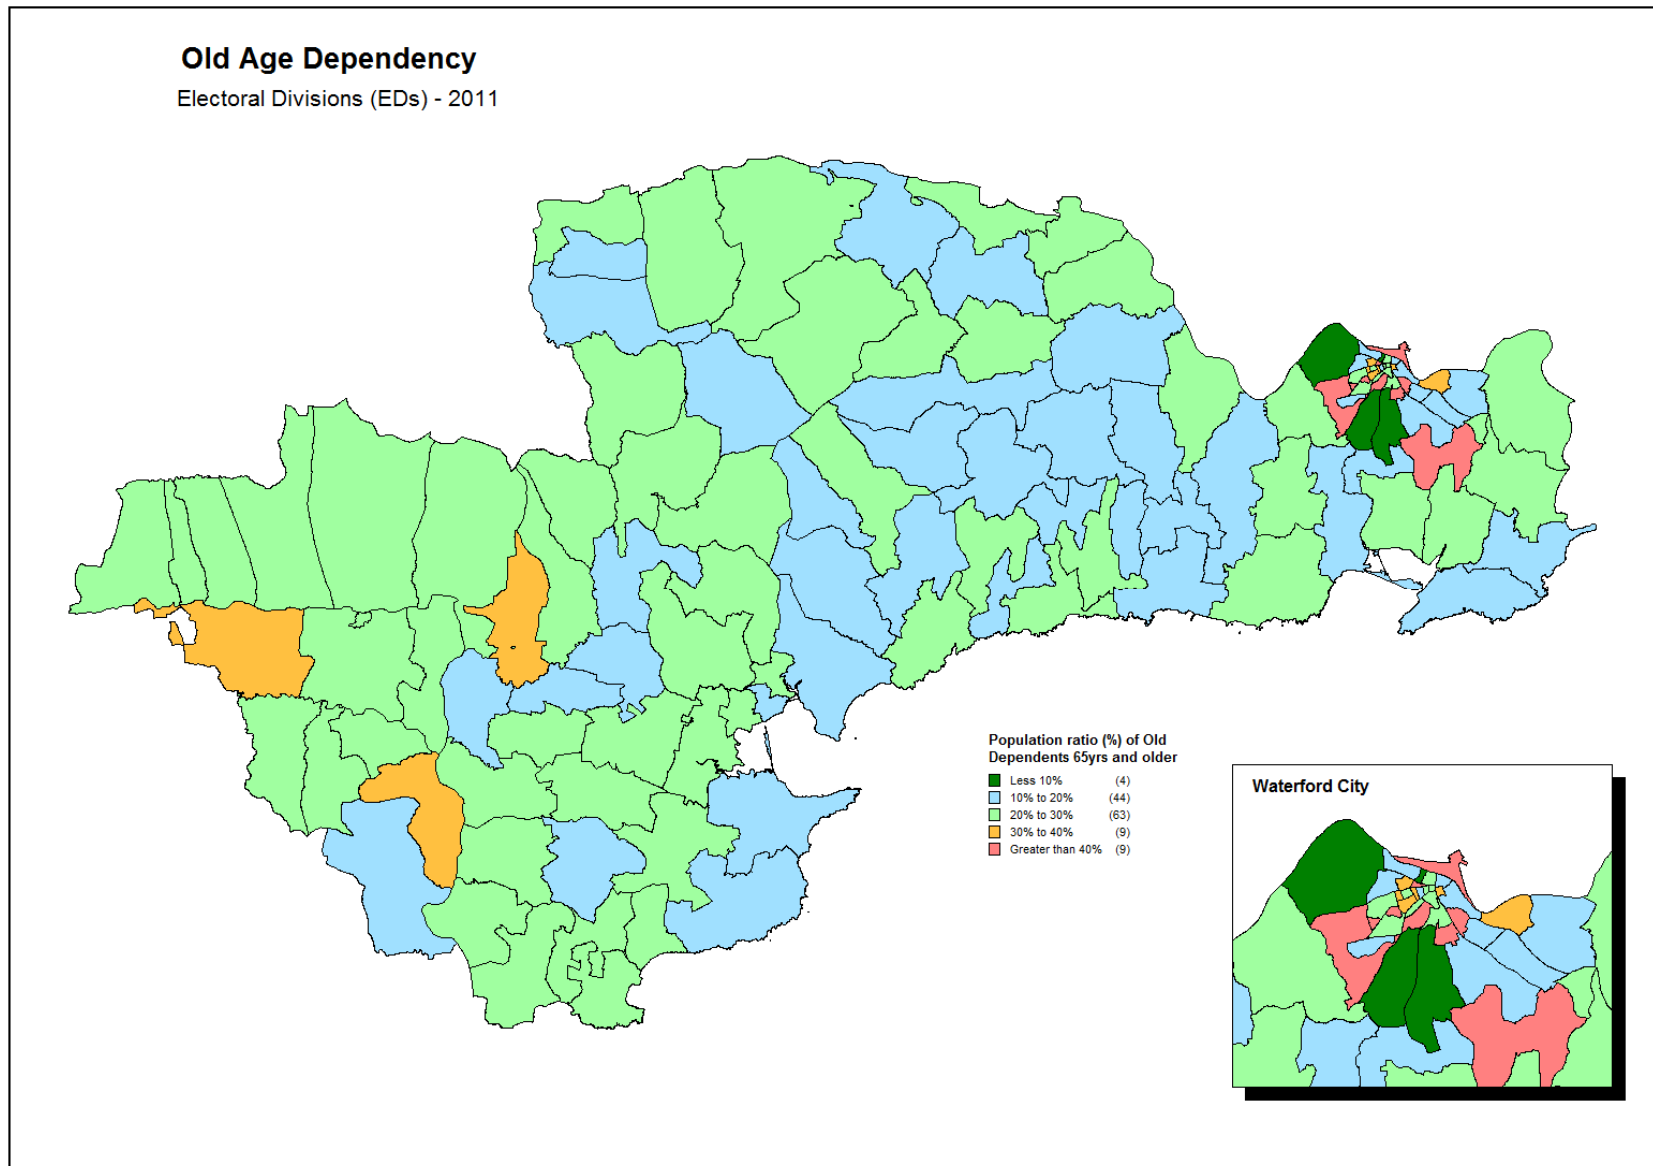 Old Age Dependency
Electoral Divisions (EDs) - 2011
Population ratio (%) of Old
Dependents 65yrs and older
Less 10% (4)
10% to 20% (44)
20% to 30% (63)
30% to 40% (9)
Greater than 40% (9)
Waterford City